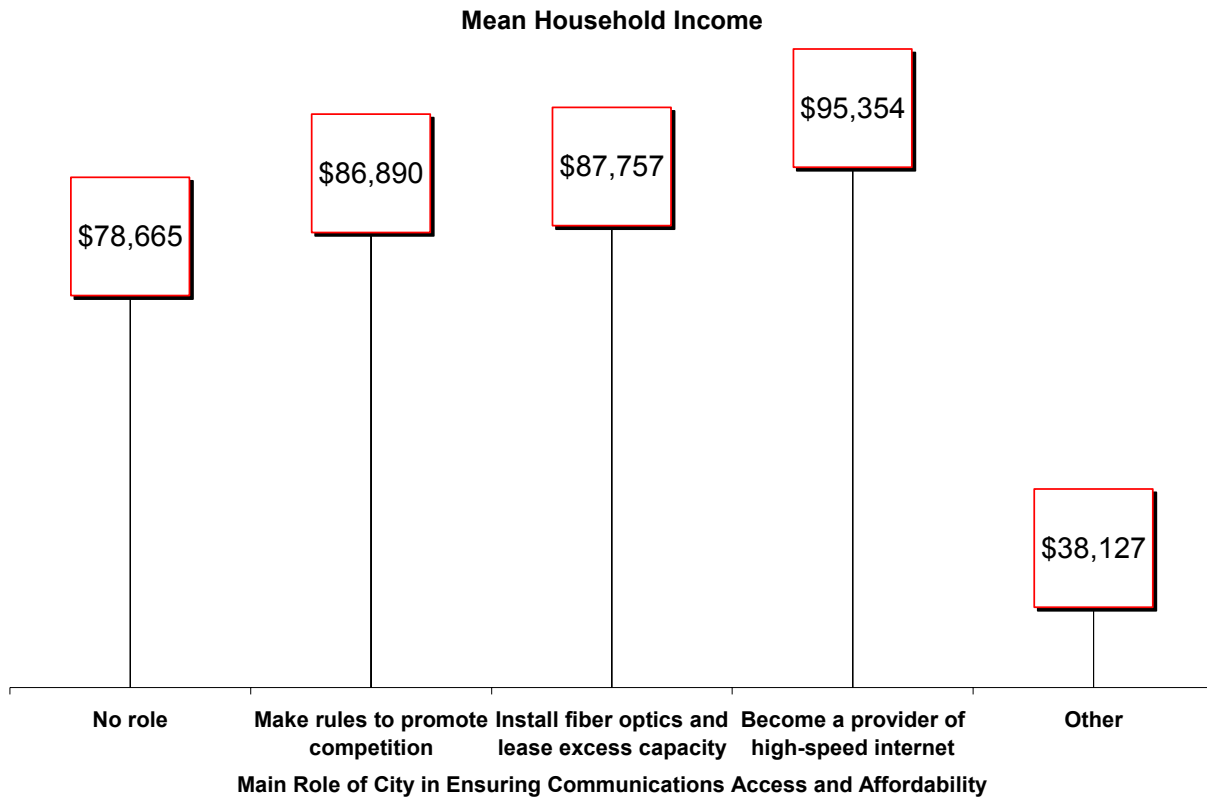 Mean Household Income
$95,354
$87,757
$86,890
$78,665
$38,127
No role
Make rules to promote
competition
Install fiber optics and
lease excess capacity
Become a provider of
high-speed internet
Other
Main Role of City in Ensuring Communications Access and Affordability